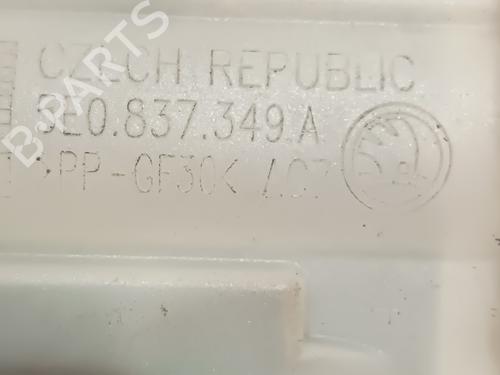 CZECH REPUBLIC
5E0.837.349.A
>PP-GF30<
B-PARTS